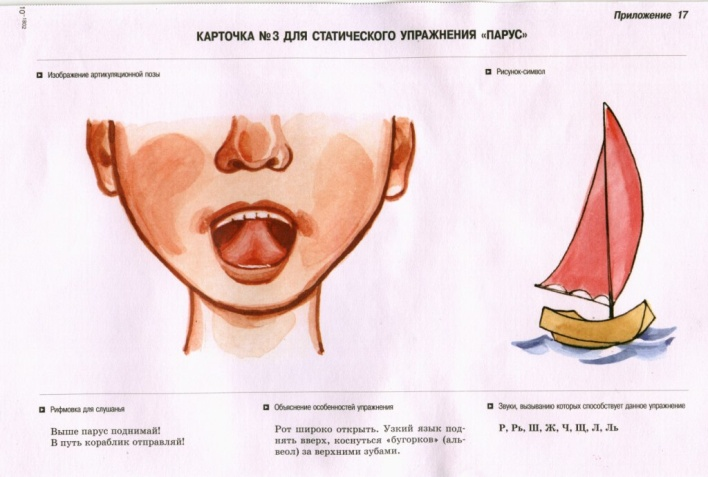 Приложение 17
КАРТОЧКА №3 ДЛЯ СТАТИЧЕСКОГО УПРАЖНЕНИЯ «ПАРУС»
Изображение артикуляционной позы
Рисунок-символ
Рифмовка для слушанья
Выше парус поднимай!
В путь кораблик отправляй!
Объяснение особенностей упражнения
Рот широко открыть. Узкий язык под-
нять вверх, коснуться «бугорков» (аль-
веол) за верхними зубами.
Звуки, вызыванию которых способствует данное упражнение
Р, Рь, Ш, Ж, Ч, Щ, Л, Ль